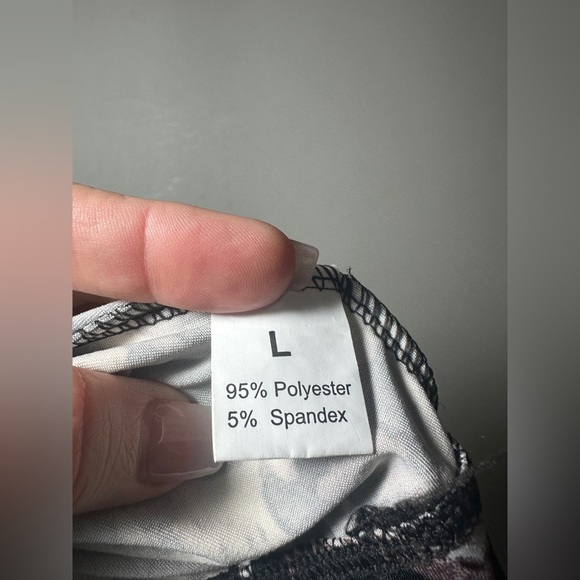 L
95% Polyester
5% Spandex